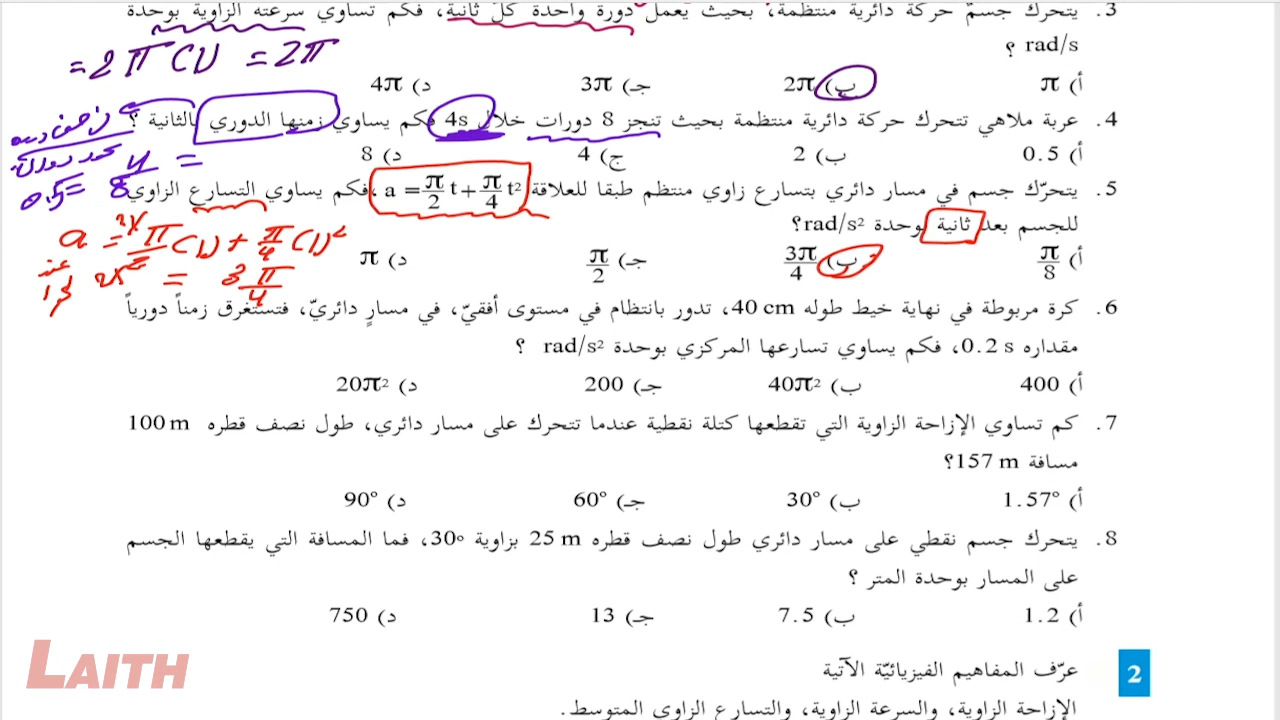 3. يتحرك جسمٌ حركة دائرية منتظمة، بحيث يعمل دورة واحدة كل ثانية، فكم تساوي سرعته الزاوية بوحدة
rad/s ؟
= 2π(1) = 2π
أ) π ب) 2π جـ) 3π د) 4π
4. عربة ملاهي تتحرك حركة دائرية منتظمة بحيث تنجز 8 دورات خلال 4s فكم يساوي زمنها الدوري بالثانية ؟
أ) 0.5 ب) 2 ج) 4 د) 8
0.5 = 4/8 =
5. يتحرّك جسم في مسار دائري بتسارع زاوي منتظم طبقا للعلاقة a = π/2 t + π/4 t²، فكم يساوي التسارع الزاوي
للجسم بعد ثانية بوحدة rad/s²؟
a = π/2 (1) + π/4 (1)²
= 3π/4
أ) π/8 ب) 3π/4 جـ) π/2 د) π
6. كرة مربوطة في نهاية خيط طوله 40 cm، تدور بانتظام في مستوى أفقيّ، في مسارٍ دائريّ، فتستغرق زمناً دورياً
مقداره 0.2 s، فكم يساوي تسارعها المركزي بوحدة rad/s² ؟
أ) 400 ب) 40π² جـ) 200 د) 20π²
7. كم تساوي الإزاحة الزاوية التي تقطعها كتلة نقطية عندما تتحرك على مسار دائري، طول نصف قطره 100 m
مسافة 157 m؟
أ) 1.57° ب) 30° جـ) 60° د) 90°
8. يتحرك جسم نقطي على مسار دائري طول نصف قطره 25 m بزاوية 30°، فما المسافة التي يقطعها الجسم
على المسار بوحدة المتر ؟
أ) 1.2 ب) 7.5 جـ) 13 د) 750
LAITH
2 عرّف المفاهيم الفيزيائيّة الآتية
الإزاحة الزاوية، والسرعة الزاوية، والتسارع الزاوي المتوسط.